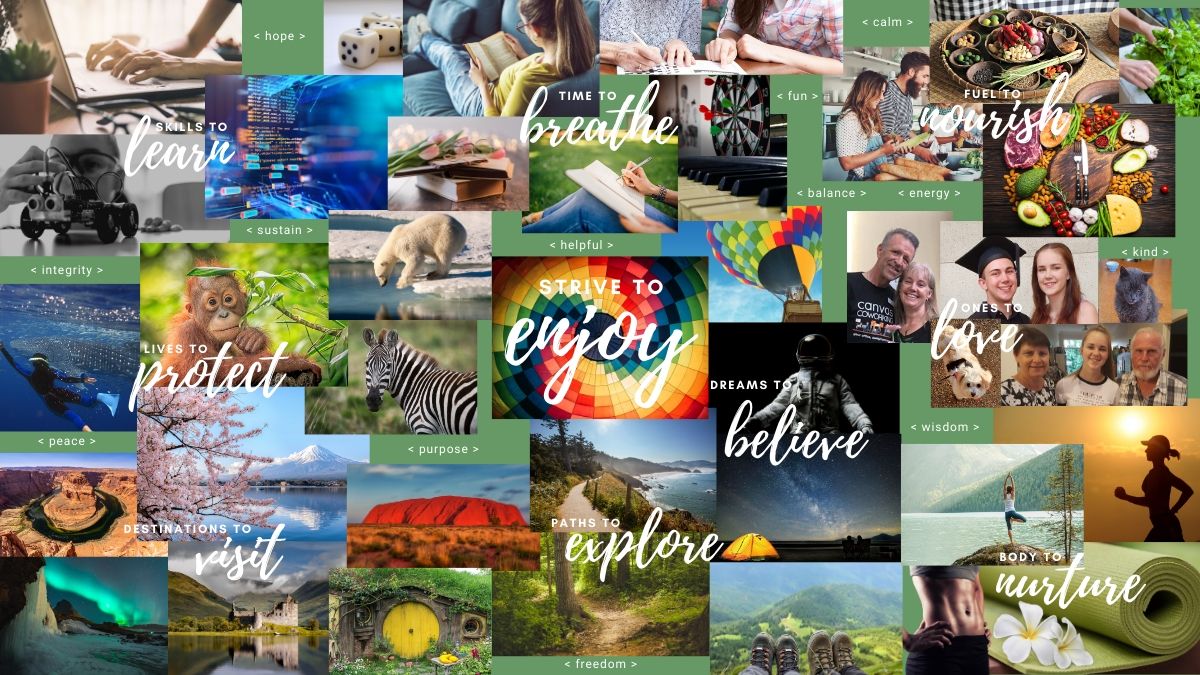 < hope >
< calm >
TIME TO
breathe
< fun >
FUEL TO
nourish
SKILLS TO
learn
< balance >
< energy >
< sustain >
< helpful >
< kind >
< integrity >
STRIVE TO
enjoy
ONES TO
love
canvas
COWORKING
LIVES TO
protect
DREAMS TO
believe
< peace >
< purpose >
< wisdom >
DESTINATIONS TO
visit
PATHS TO
explore
BODY TO
nurture
< freedom >